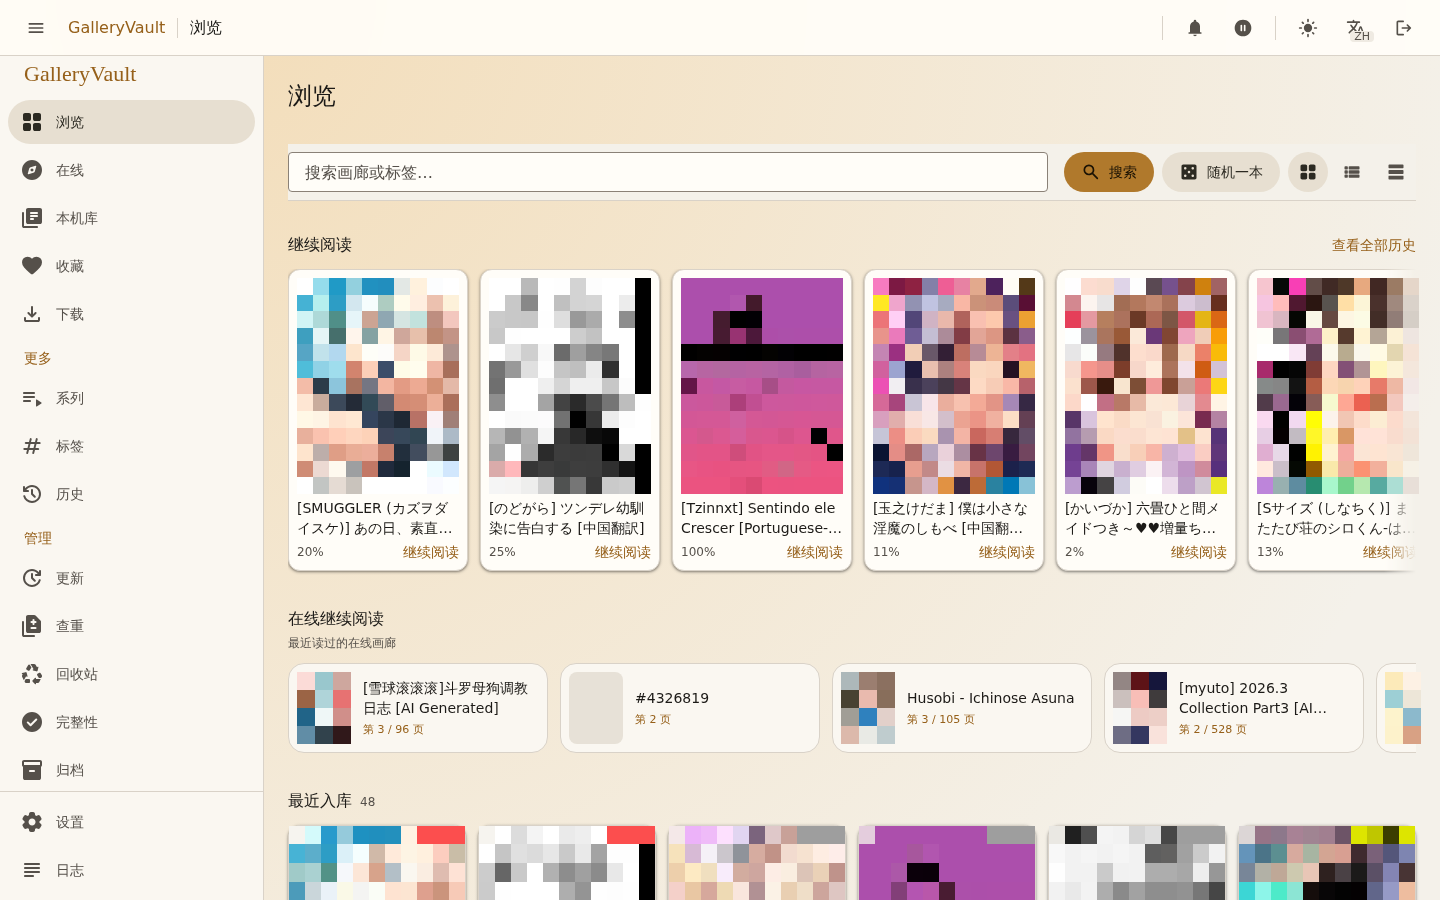 GalleryVault
浏览
ZH
GalleryVault
浏览
在线
本机库
收藏
下载
更多
系列
标签
历史
管理
更新
查重
回收站
完整性
归档
设置
日志
浏览
搜索画廊或标签...
搜索
随机一本
继续阅读
查看全部历史
[SMUGGLER (カズヲダ
イスケ)] あの日、素直...
20%
继续阅读
[のどがら] ツンデレ幼馴
染に告白する [中国翻訳]
25%
继续阅读
[Tzinnxt] Sentindo ele
Crescer [Portuguese-...
100%
继续阅读
[玉之けだま] 僕は小さな
淫魔のしもべ [中国翻...
11%
继续阅读
[かいづか] 六畳ひと間メ
イドつき～♥♥増量ち...
2%
继续阅读
[Sサイズ (しなちく)] ま
たたび荘のシロくん-は...
13%
继续阅读
在线继续阅读
最近读过的在线画廊
[雪球滚滚滚]斗罗母狗调教
日志 [AI Generated]
第 3 / 96 页
#4326819
第 2 页
Husobi - Ichinose Asuna
第 3 / 105 页
[myuto] 2026.3
Collection Part3 [AI...
第 2 / 528 页
最近入库 48